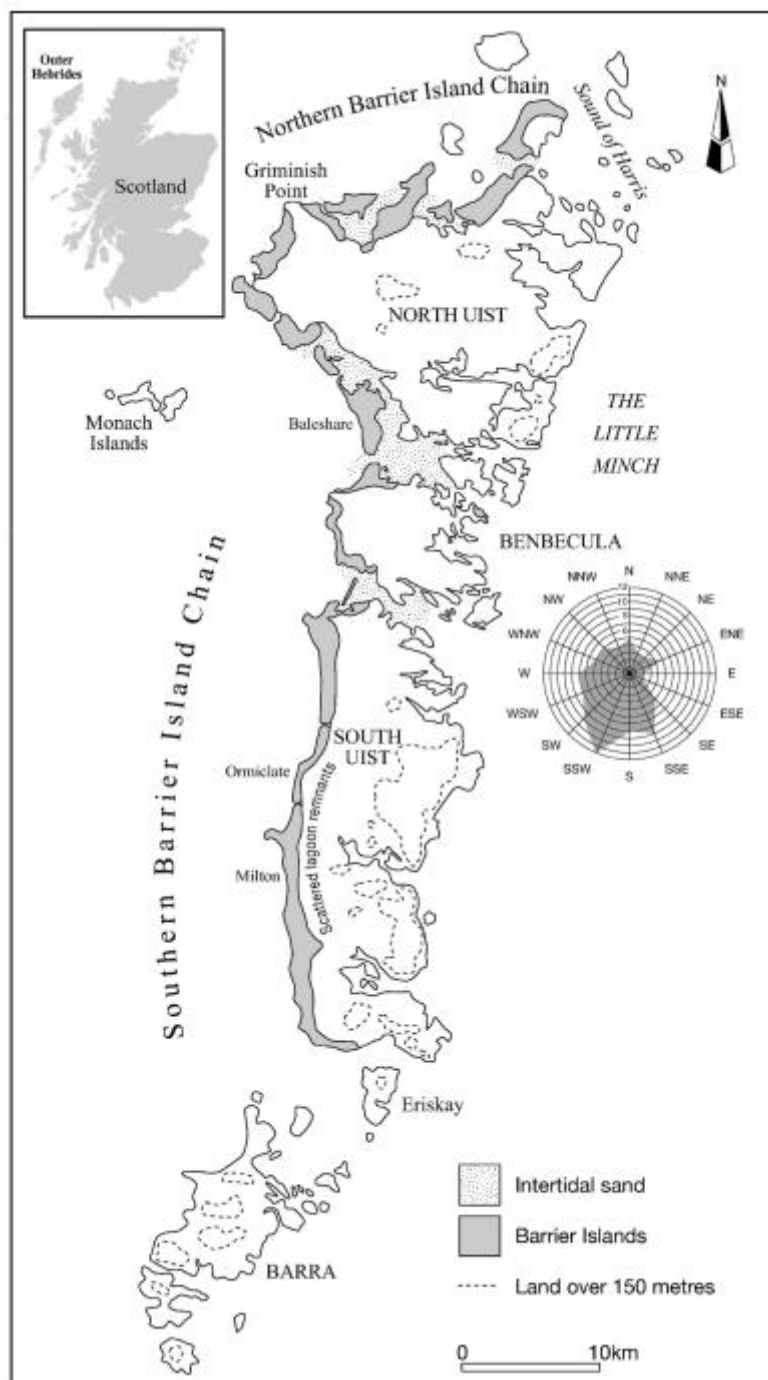 Outer
Hebrides
Scotland
Northern Barrier Island Chain
Sound of Harris
N
Griminish
Point
NORTH UIST
Monach
Islands
Baleshare
THE
LITTLE
MINCH
BENBECULA
Southern Barrier Island Chain
N
NNE
NE
ENE
E
ESE
SE
SSE
S
SSW
SW
WSW
W
WNW
NW
NNW
12
10
SOUTH
UIST
Ormiclate
Scattered lagoon remnants
Milton
Eriskay
BARRA
Intertidal sand
Barrier Islands
Land over 150 metres
0 10km